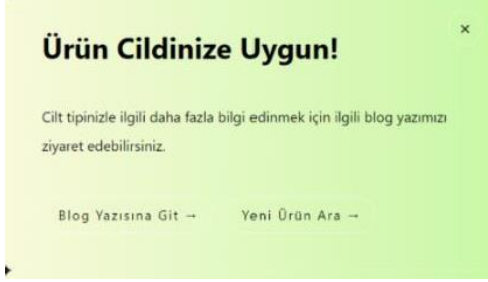 ×
Ürün Cildinize Uygun!
Cilt tipinizle ilgili daha fazla bilgi edinmek için ilgili blog yazımızı
ziyaret edebilirsiniz.
Blog Yazısına Git → Yeni Ürün Ara →